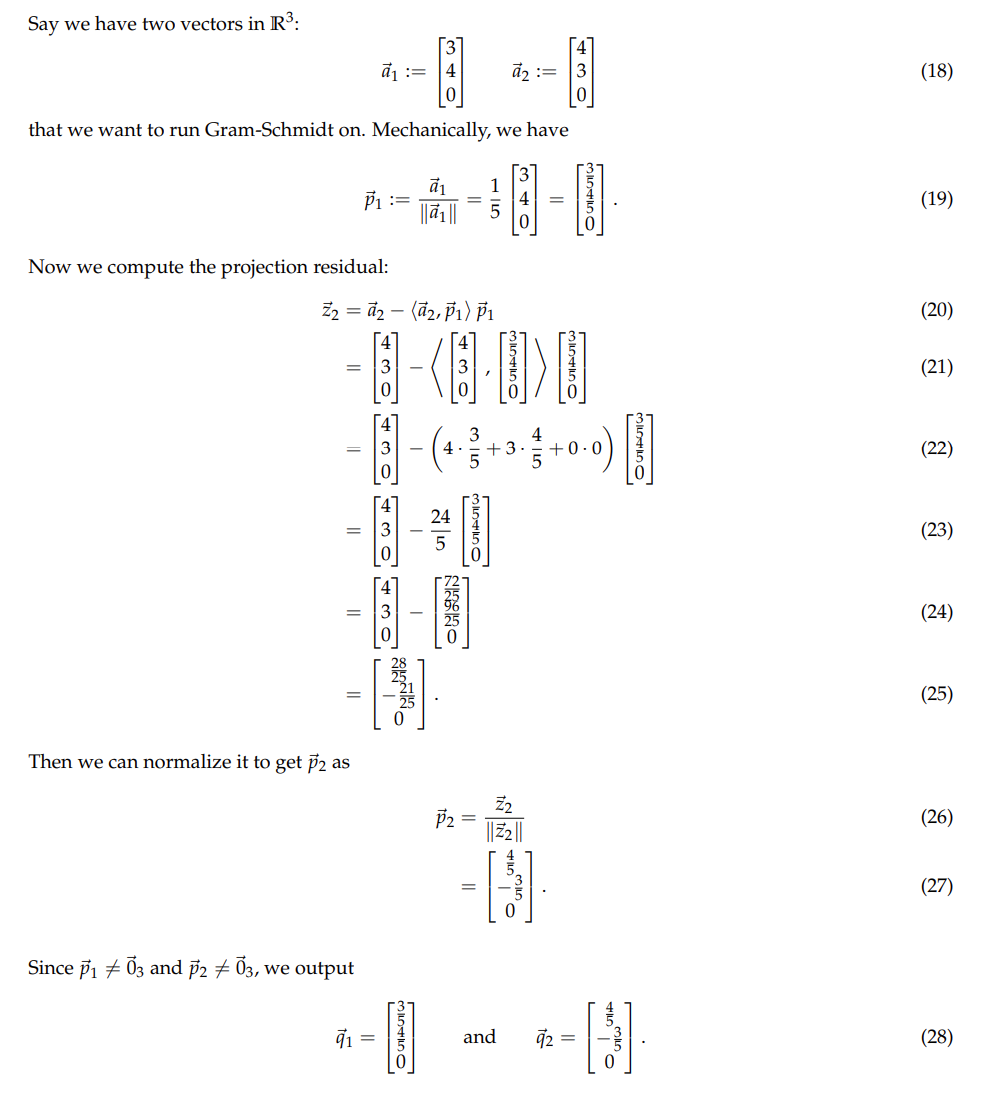 Say we have two vectors in ℝ³:
$\vec{a}_1 := \begin{bmatrix} 3 \\ 4 \\ 0 \end{bmatrix} \qquad \vec{a}_2 := \begin{bmatrix} 4 \\ 3 \\ 0 \end{bmatrix}$ (18)
that we want to run Gram-Schmidt on. Mechanically, we have
$\vec{p}_1 := \frac{\vec{a}_1}{\|\vec{a}_1\|} = \frac{1}{5} \begin{bmatrix} 3 \\ 4 \\ 0 \end{bmatrix} = \begin{bmatrix} \frac{3}{5} \\ \frac{4}{5} \\ 0 \end{bmatrix}.$ (19)
Now we compute the projection residual:
$\vec{z}_2 = \vec{a}_2 - \langle \vec{a}_2, \vec{p}_1 \rangle \vec{p}_1$ (20)
$= \begin{bmatrix} 4 \\ 3 \\ 0 \end{bmatrix} - \left\langle \begin{bmatrix} 4 \\ 3 \\ 0 \end{bmatrix}, \begin{bmatrix} \frac{3}{5} \\ \frac{4}{5} \\ 0 \end{bmatrix} \right\rangle \begin{bmatrix} \frac{3}{5} \\ \frac{4}{5} \\ 0 \end{bmatrix}$ (21)
$= \begin{bmatrix} 4 \\ 3 \\ 0 \end{bmatrix} - \left( 4 \cdot \frac{3}{5} + 3 \cdot \frac{4}{5} + 0 \cdot 0 \right) \begin{bmatrix} \frac{3}{5} \\ \frac{4}{5} \\ 0 \end{bmatrix}$ (22)
$= \begin{bmatrix} 4 \\ 3 \\ 0 \end{bmatrix} - \frac{24}{5} \begin{bmatrix} \frac{3}{5} \\ \frac{4}{5} \\ 0 \end{bmatrix}$ (23)
$= \begin{bmatrix} 4 \\ 3 \\ 0 \end{bmatrix} - \begin{bmatrix} \frac{72}{25} \\ \frac{96}{25} \\ 0 \end{bmatrix}$ (24)
$= \begin{bmatrix} \frac{28}{25} \\ -\frac{21}{25} \\ 0 \end{bmatrix}.$ (25)
Then we can normalize it to get $\vec{p}_2$ as
$\vec{p}_2 = \frac{\vec{z}_2}{\|\vec{z}_2\|}$ (26)
$= \begin{bmatrix} \frac{4}{5} \\ -\frac{3}{5} \\ 0 \end{bmatrix}.$ (27)
Since $\vec{p}_1 \neq \vec{0}_3$ and $\vec{p}_2 \neq \vec{0}_3$, we output
$\vec{q}_1 = \begin{bmatrix} \frac{3}{5} \\ \frac{4}{5} \\ 0 \end{bmatrix} \quad \text{and} \quad \vec{q}_2 = \begin{bmatrix} \frac{4}{5} \\ -\frac{3}{5} \\ 0 \end{bmatrix}.$ (28)